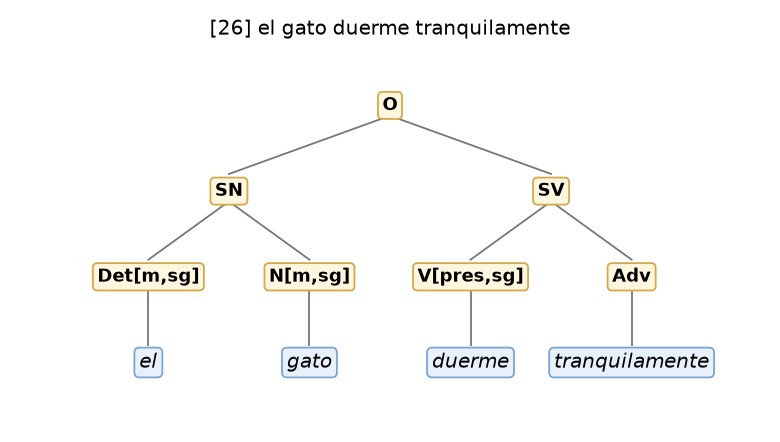 [26] el gato duerme tranquilamente
O
SN SV
Det[m,sg] N[m,sg] V[pres,sg] Adv
el gato duerme tranquilamente